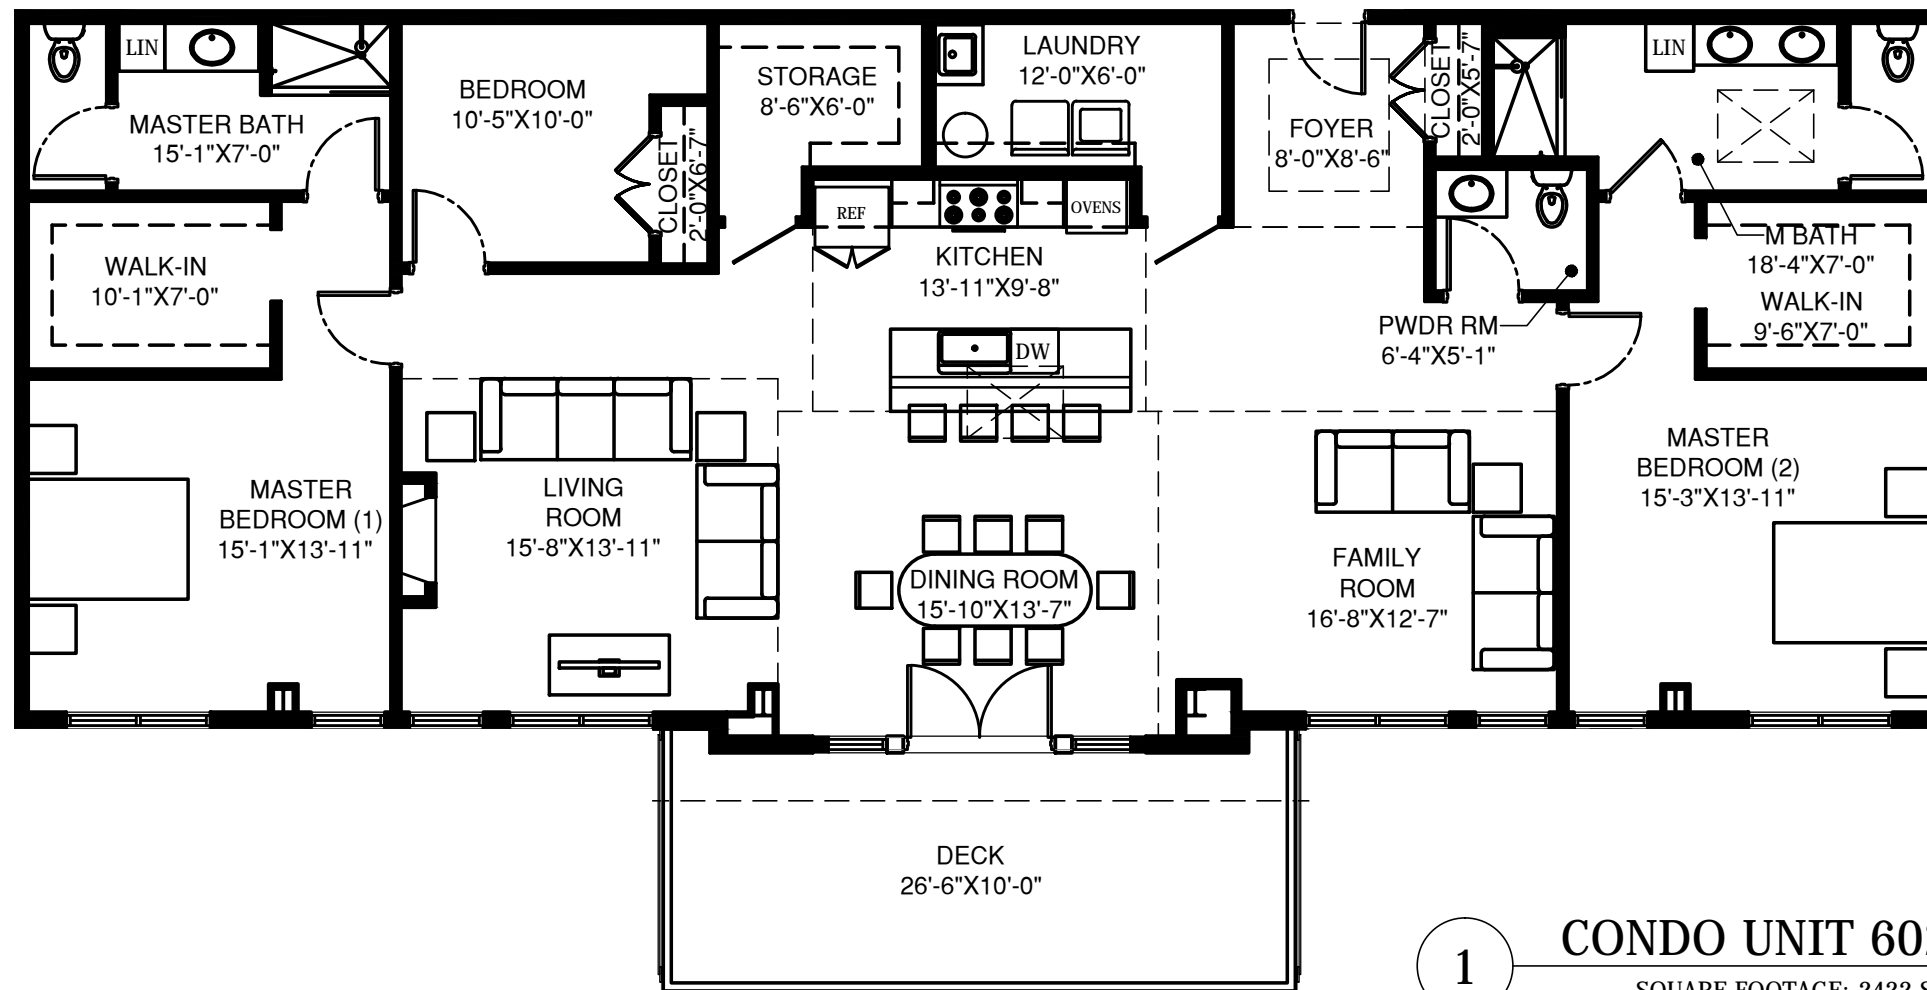 LIN
MASTER BATH
15'-1"X7'-0"
BEDROOM
10'-5"X10'-0"
CLOSET
2'-0"X6'-7"
STORAGE
8'-6"X6'-0"
LAUNDRY
12'-0"X6'-0"
FOYER
8'-0"X8'-6"
CLOSET
2'-0"X5'-7"
LIN
WALK-IN
10'-1"X7'-0"
REF
OVENS
KITCHEN
13'-11"X9'-8"
DW
PWDR RM
6'-4"X5'-1"
M BATH
18'-4"X7'-0"
WALK-IN
9'-6"X7'-0"
MASTER
BEDROOM (1)
15'-1"X13'-11"
LIVING
ROOM
15'-8"X13'-11"
DINING ROOM
15'-10"X13'-7"
FAMILY
ROOM
16'-8"X12'-7"
MASTER
BEDROOM (2)
15'-3"X13'-11"
DECK
26'-6"X10'-0"
1
CONDO UNIT
SQUARE FOOTAGE: